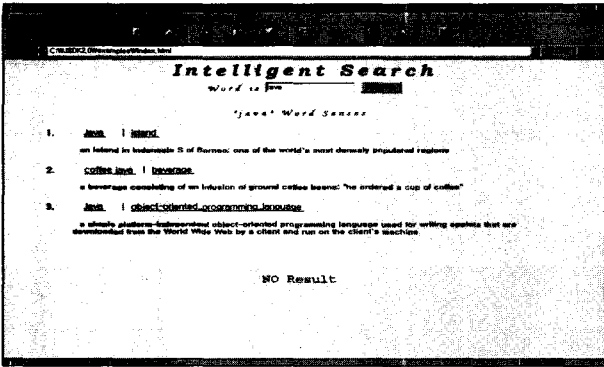 Intelligent Search
Word is java
"java" Word Senses
1. Java | island
an island in Indonesia S of Borneo; one of the world's most densely populated regions
2. coffee java | beverage
a beverage consisting of an infusion of ground coffee beans; "he ordered a cup of coffee"
3. Java | object-oriented programming language
a simple platform-independent object-oriented programming language used for writing applets that are
downloaded from the World Wide Web by a client and run on the client's machine
NO Result